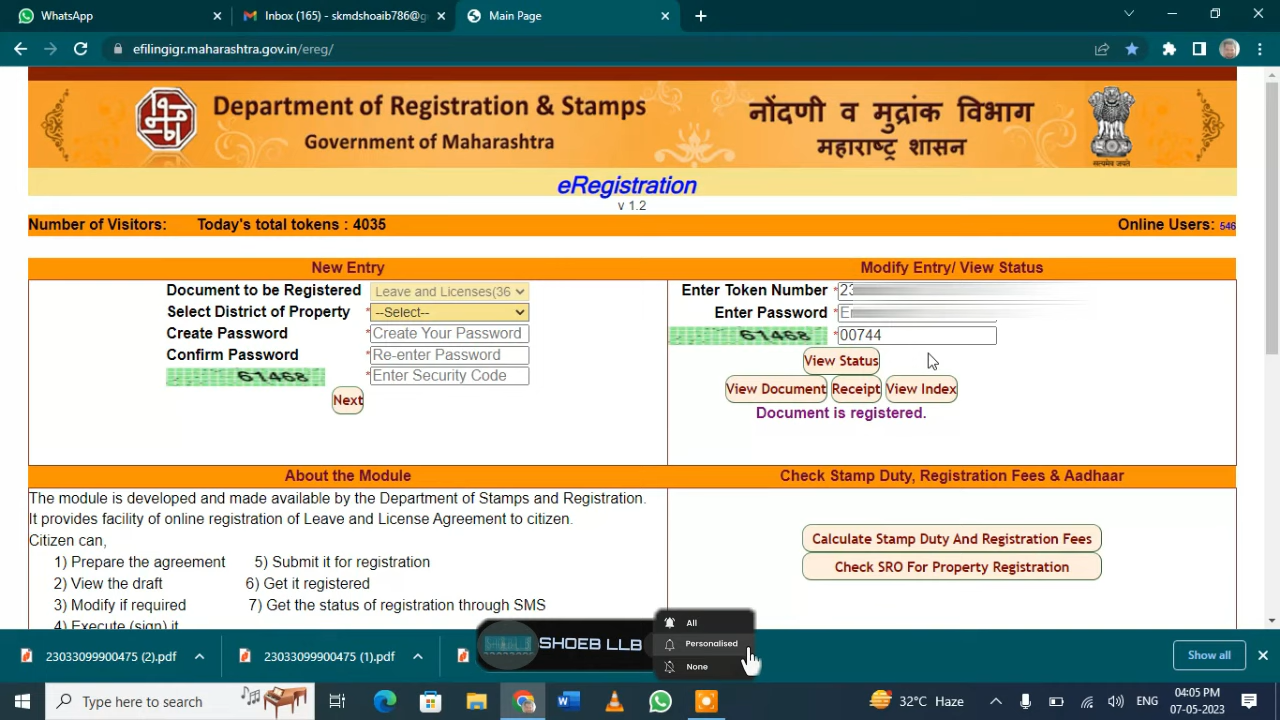 WhatsApp
Inbox (165) - skmdshoaib786@g
Main Page
efilingigr.maharashtra.gov.in/ereg/
Department of Registration & Stamps
Government of Maharashtra
नोंदणी व मुद्रांक विभाग
महाराष्ट्र शासन
सत्यमेव जयते
eRegistration
v 1.2
Number of Visitors: Today's total tokens : 4035 Online Users: 546
New Entry
Document to be Registered Leave and Licenses(36
Select District of Property *--Select--
Create Password *Create Your Password
Confirm Password *Re-enter Password
61468 *Enter Security Code
Next
Modify Entry/ View Status
Enter Token Number *23
Enter Password *E
61468 *00744
View Status
View Document Receipt View Index
Document is registered.
About the Module
The module is developed and made available by the Department of Stamps and Registration.
It provides facility of online registration of Leave and License Agreement to citizen.
Citizen can,
1) Prepare the agreement 5) Submit it for registration
2) View the draft 6) Get it registered
3) Modify if required 7) Get the status of registration through SMS
4) Execute (sign) it
Check Stamp Duty, Registration Fees & Aadhaar
Calculate Stamp Duty And Registration Fees
Check SRO For Property Registration
SHOEB LLB
All
Personalised
None
23033099900475 (2).pdf
23033099900475 (1).pdf
Show all
Type here to search
32°C Haze
ENG
04:05 PM
07-05-2023